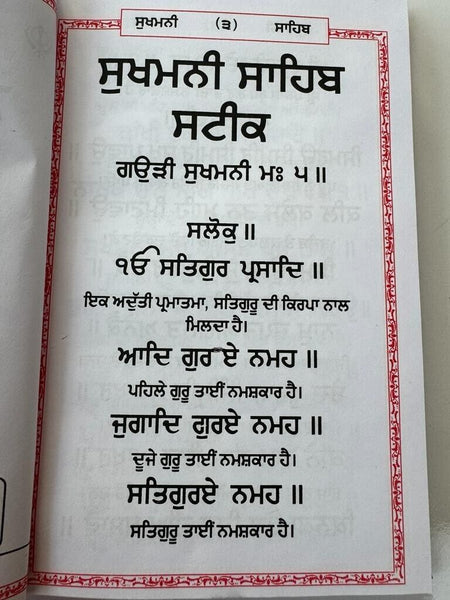 ਸੁਖਮਨੀ (੩) ਸਾਹਿਬ
ਸੁਖਮਨੀ ਸਾਹਿਬ
ਸਟੀਕ
ਗਉੜੀ ਸੁਖਮਨੀ ਮਃ ੫ ॥
ਸਲੋਕੁ ॥
੧ਓੁ ਸਤਿਗੁਰ ਪ੍ਰਸਾਦਿ ॥
ਇਕ ਅਦੁੱਤੀ ਪ੍ਰਮਾਤਮਾ, ਸਤਿਗੁਰੂ ਦੀ ਕਿਰਪਾ ਨਾਲ
ਮਿਲਦਾ ਹੈ।
ਆਦਿ ਗੁਰਏ ਨਮਹ ॥
ਪਹਿਲੇ ਗੁਰੂ ਤਾਈਂ ਨਮਸ਼ਕਾਰ ਹੈ।
ਜੁਗਾਦਿ ਗੁਰਏ ਨਮਹ ॥
ਦੂਜੇ ਗੁਰੂ ਤਾਈਂ ਨਮਸ਼ਕਾਰ ਹੈ।
ਸਤਿਗੁਰਏ ਨਮਹ ॥
ਸਤਿਗੁਰੂ ਤਾਈਂ ਨਮਸ਼ਕਾਰ ਹੈ।